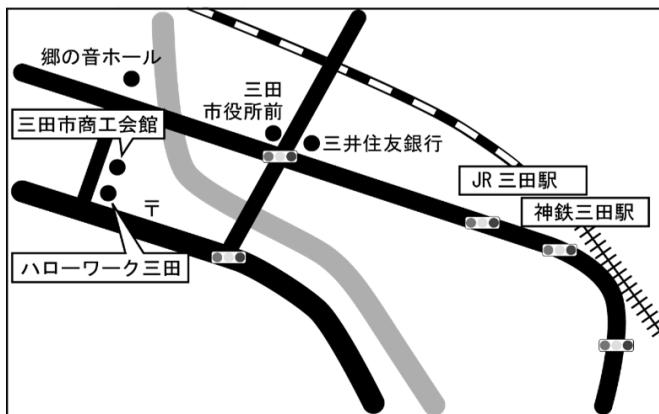 郷の音ホール
三田
市役所前
三田市商工会館
三井住友銀行
JR 三田駅
神鉄三田駅
〒
ハローワーク三田